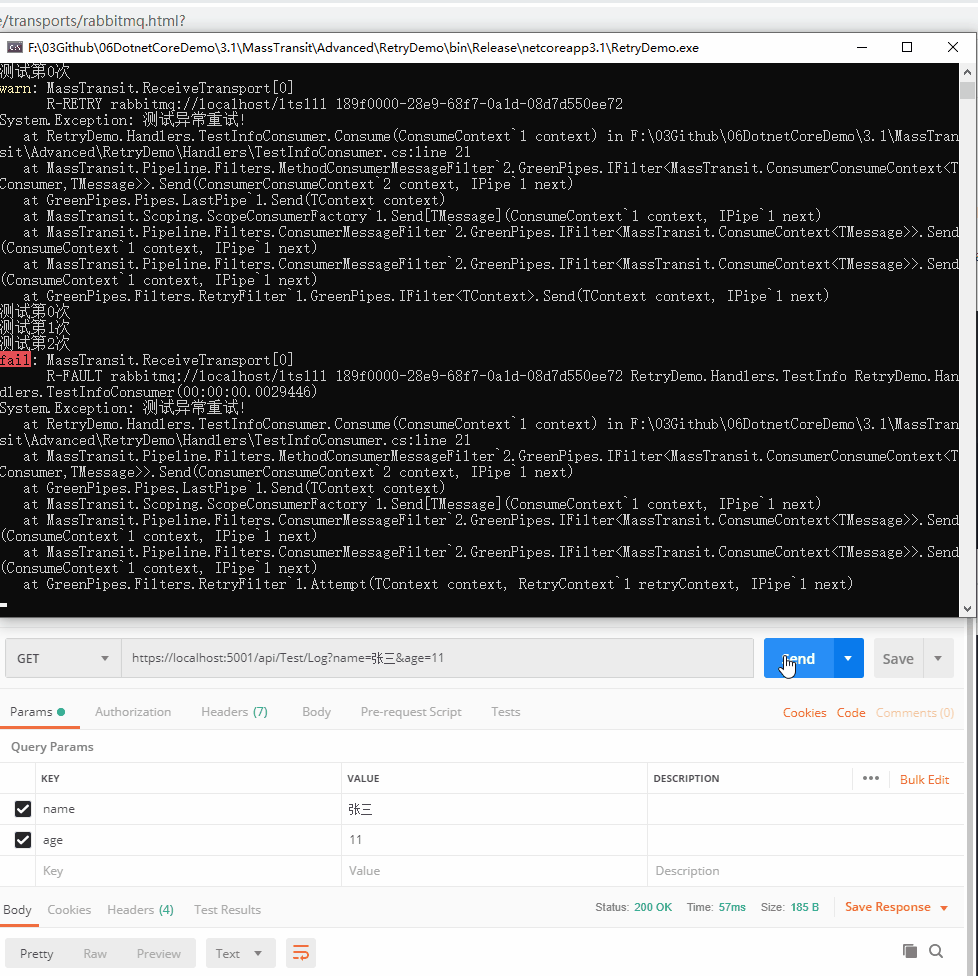 e/transports/rabbitmq.html?
F:\03Github\06DotnetCoreDemo\3.1\MassTransit\Advanced\RetryDemo\bin\Release\netcoreapp3.1\RetryDemo.exe
测试第0次
warn: MassTransit.ReceiveTransport[0]
R-RETRY rabbitmq://localhost/ltslll 189f0000-28e9-68f7-0a1d-08d7d550ee72
System.Exception: 测试异常重试!
at RetryDemo.Handlers.TestInfoConsumer.Consume(ConsumeContext`1 context) in F:\03Github\06DotnetCoreDemo\3.1\MassTran
sit\Advanced\RetryDemo\Handlers\TestInfoConsumer.cs:line 21
at MassTransit.Pipeline.Filters.MethodConsumerMessageFilter`2.GreenPipes.IFilter<MassTransit.ConsumerConsumeContext<T
Consumer,TMessage>>.Send(ConsumerConsumeContext`2 context, IPipe`1 next)
at GreenPipes.Pipes.LastPipe`1.Send(TContext context)
at MassTransit.Scoping.ScopeConsumerFactory`1.Send[TMessage](ConsumeContext`1 context, IPipe`1 next)
at MassTransit.Pipeline.Filters.ConsumerMessageFilter`2.GreenPipes.IFilter<MassTransit.ConsumeContext<TMessage>>.Send
(ConsumeContext`1 context, IPipe`1 next)
at MassTransit.Pipeline.Filters.ConsumerMessageFilter`2.GreenPipes.IFilter<MassTransit.ConsumeContext<TMessage>>.Send
(ConsumeContext`1 context, IPipe`1 next)
at GreenPipes.Filters.RetryFilter`1.GreenPipes.IFilter<TContext>.Send(TContext context, IPipe`1 next)
测试第0次
测试第1次
测试第2次
fail: MassTransit.ReceiveTransport[0]
R-FAULT rabbitmq://localhost/ltslll 189f0000-28e9-68f7-0a1d-08d7d550ee72 RetryDemo.Handlers.TestInfo RetryDemo.Han
dlers.TestInfoConsumer(00:00:00.0029446)
System.Exception: 测试异常重试!
at RetryDemo.Handlers.TestInfoConsumer.Consume(ConsumeContext`1 context) in F:\03Github\06DotnetCoreDemo\3.1\MassTran
sit\Advanced\RetryDemo\Handlers\TestInfoConsumer.cs:line 21
at MassTransit.Pipeline.Filters.MethodConsumerMessageFilter`2.GreenPipes.IFilter<MassTransit.ConsumerConsumeContext<T
Consumer,TMessage>>.Send(ConsumerConsumeContext`2 context, IPipe`1 next)
at GreenPipes.Pipes.LastPipe`1.Send(TContext context)
at MassTransit.Scoping.ScopeConsumerFactory`1.Send[TMessage](ConsumeContext`1 context, IPipe`1 next)
at MassTransit.Pipeline.Filters.ConsumerMessageFilter`2.GreenPipes.IFilter<MassTransit.ConsumeContext<TMessage>>.Send
(ConsumeContext`1 context, IPipe`1 next)
at MassTransit.Pipeline.Filters.ConsumerMessageFilter`2.GreenPipes.IFilter<MassTransit.ConsumeContext<TMessage>>.Send
(ConsumeContext`1 context, IPipe`1 next)
at GreenPipes.Filters.RetryFilter`1.Attempt(TContext context, RetryContext`1 retryContext, IPipe`1 next)
GET https://localhost:5001/api/Test/Log?name=张三&age=11 Send Save
Params Authorization Headers (7) Body Pre-request Script Tests Cookies Code Comments (0)
Query Params
KEY VALUE DESCRIPTION ••• Bulk Edit
name 张三
age 11
Key Value Description
Body Cookies Headers (4) Test Results Status: 200 OK Time: 57ms Size: 185 B Save Response
Pretty Raw Preview Text